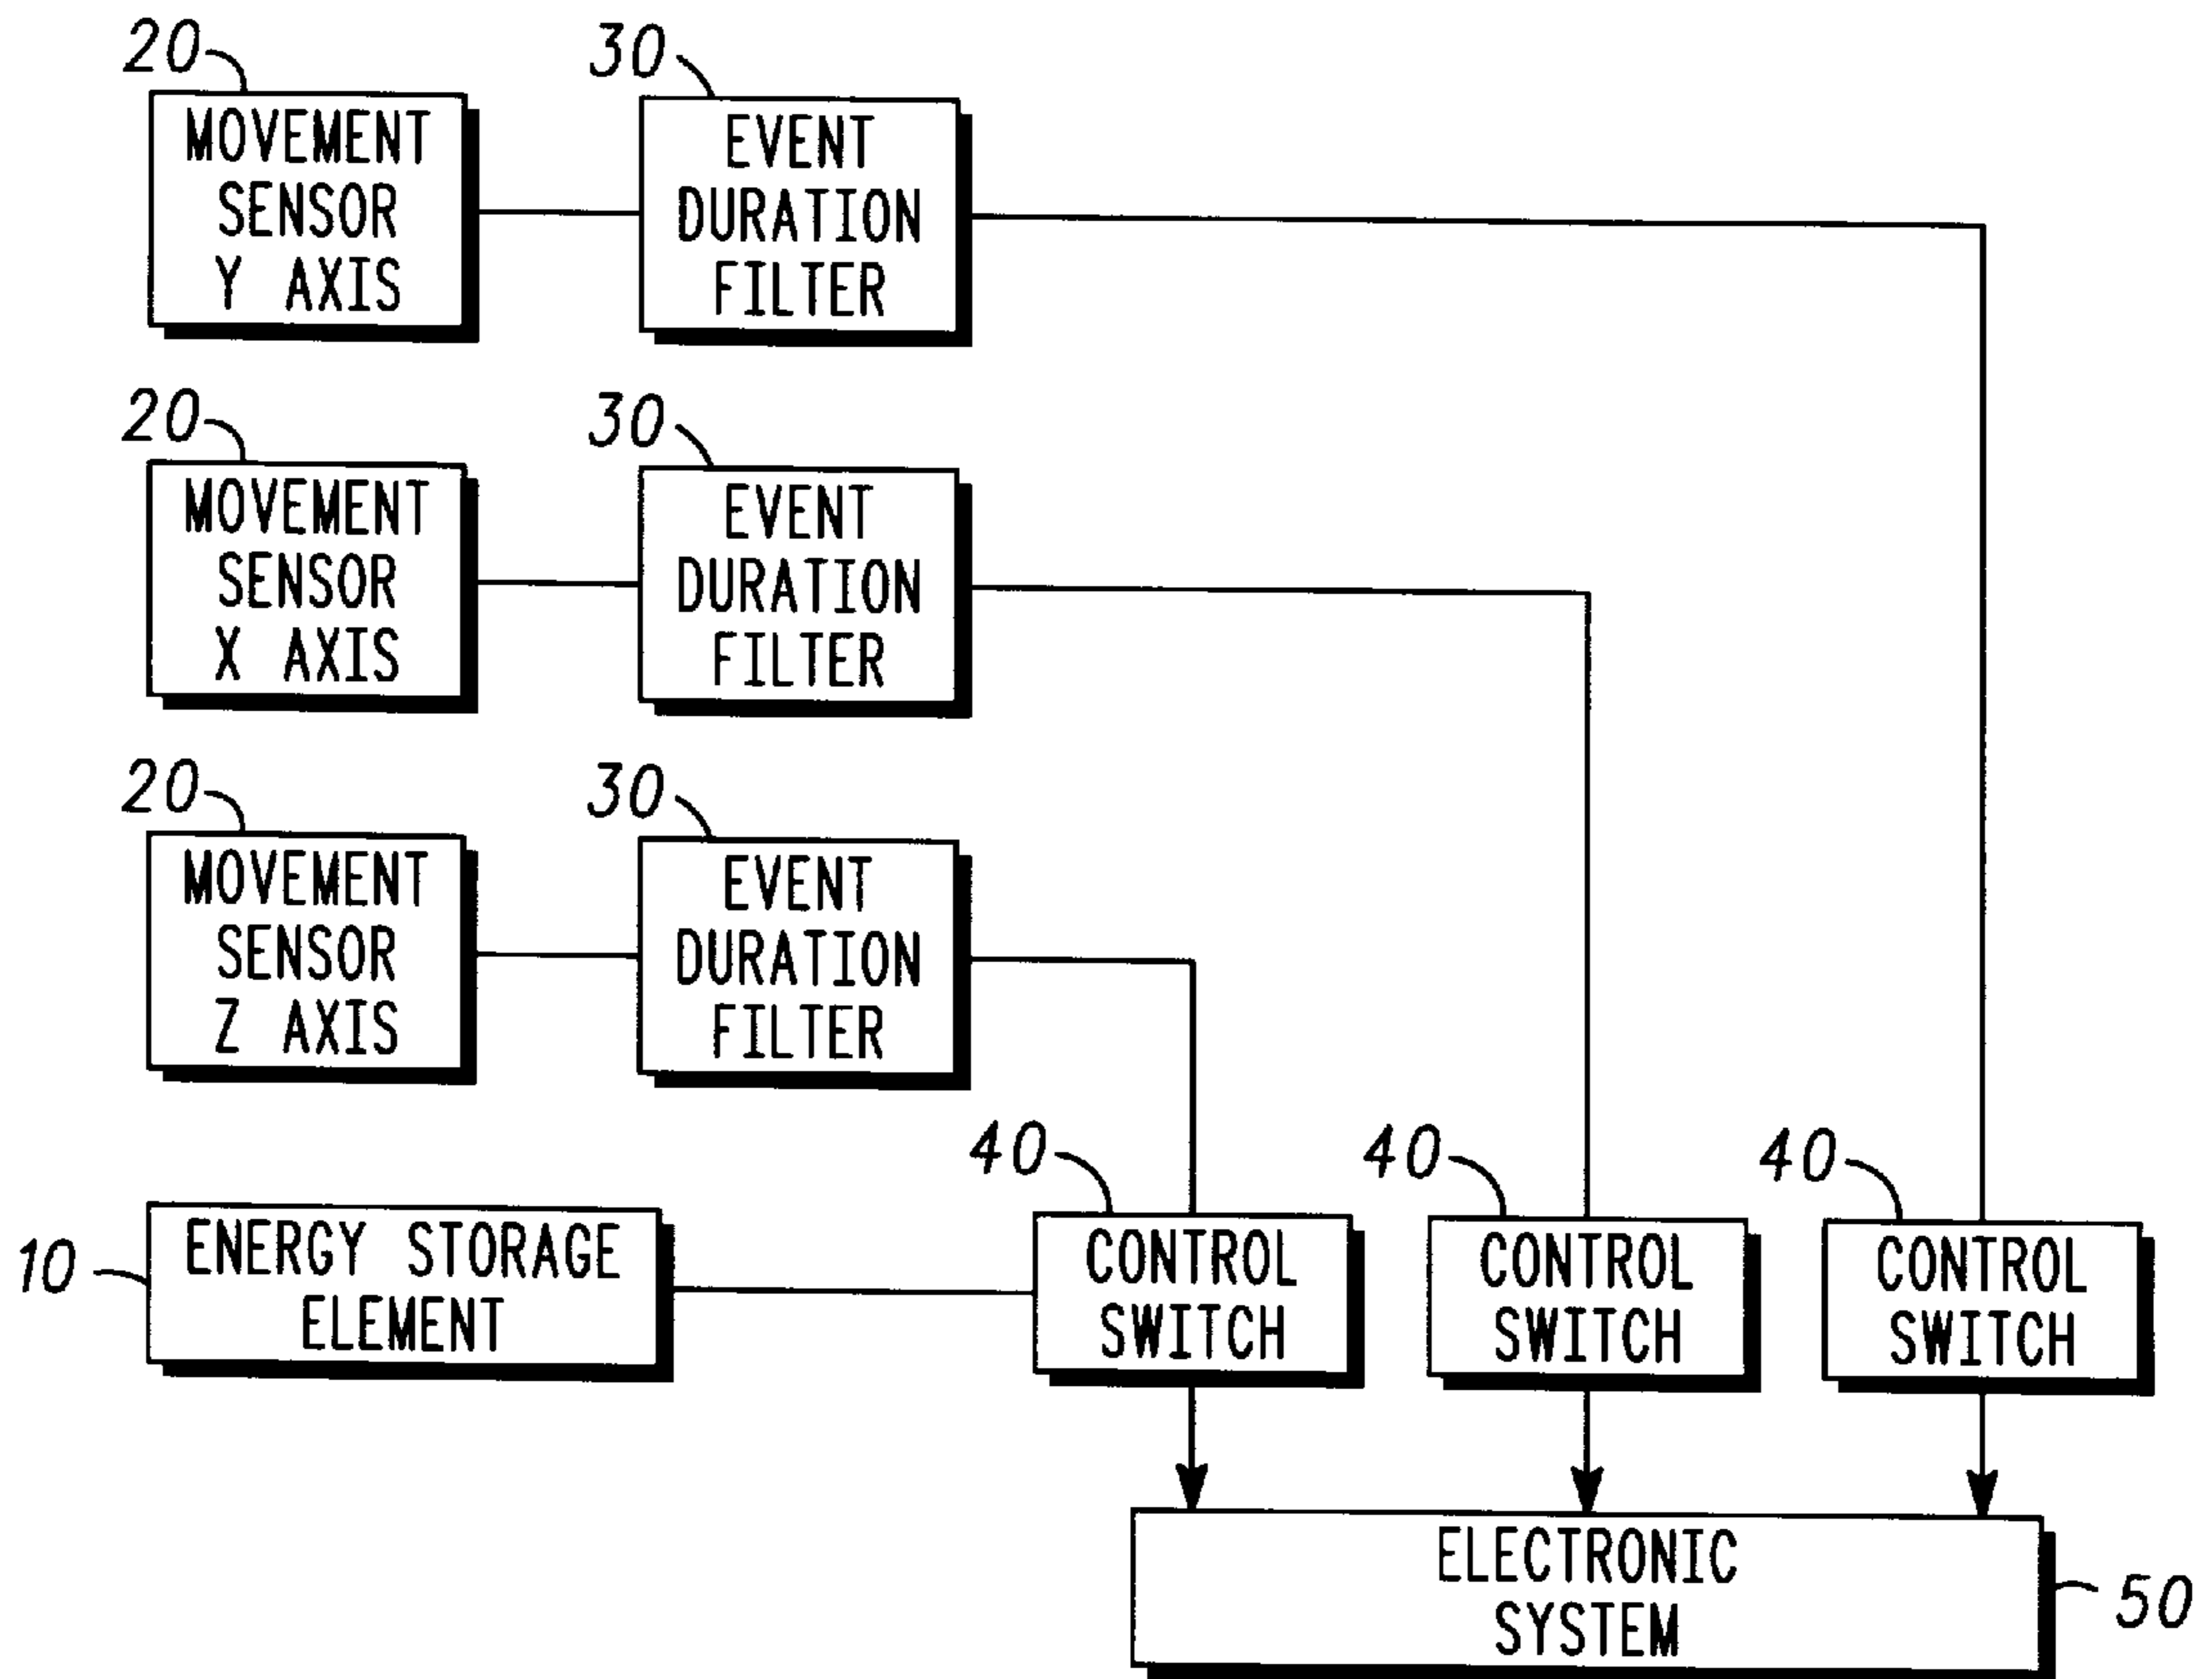 20
30
MOVEMENT
SENSOR
Y AXIS
EVENT
DURATION
FILTER
20
30
MOVEMENT
SENSOR
X AXIS
EVENT
DURATION
FILTER
20
30
MOVEMENT
SENSOR
Z AXIS
EVENT
DURATION
FILTER
40
40
40
10
ENERGY STORAGE
ELEMENT
CONTROL
SWITCH
CONTROL
SWITCH
CONTROL
SWITCH
ELECTRONIC
SYSTEM
50